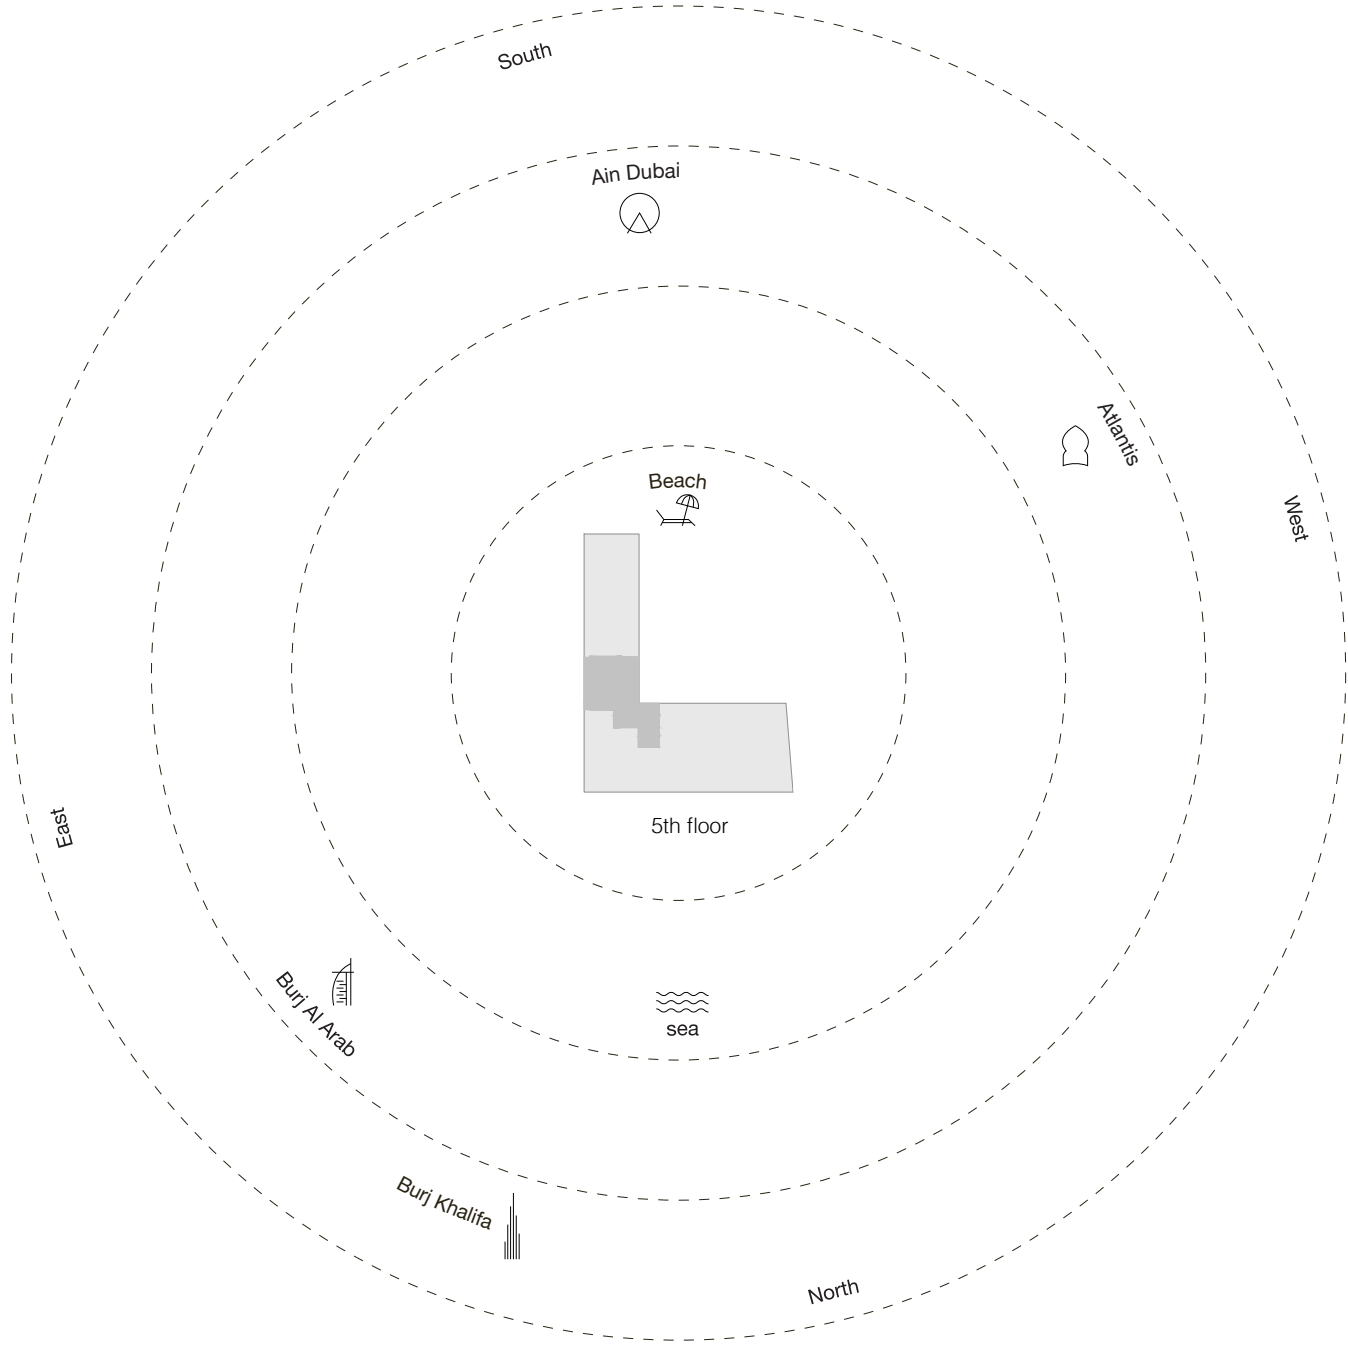 South
Ain Dubai
Atlantis
Beach
West
5th floor
East
Burj Al Arab
sea
Burj Khalifa
North